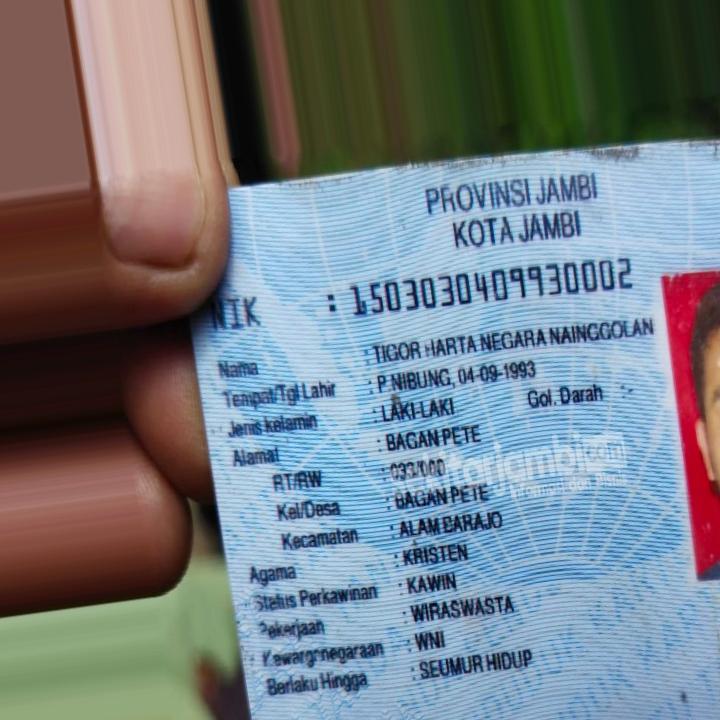 PROVINSI JAMBI
KOTA JAMBI
NIK : 1503030409930002
Nama : TIGOR HARTA NEGARA NAINGGOLAN
Tempat/Tgl Lahir : P NIBUNG, 04-09-1993
Jenis kelamin : LAKI-LAKI Gol. Darah :-
Alamat : BAGAN PETE
RT/RW : 033/000
Kel/Desa : BAGAN PETE
Kecamatan : ALAM BARAJO
Agama : KRISTEN
Status Perkawinan : KAWIN
Pekerjaan : WIRASWASTA
Kewarganegaraan : WNI
Berlaku Hingga : SEUMUR HIDUP